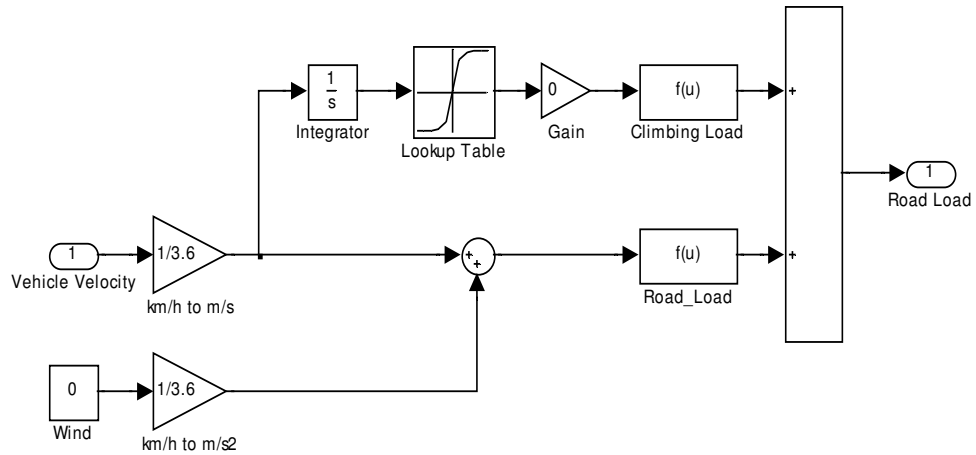 1
s
Integrator
Lookup Table
0
Gain
f(u)
Climbing Load
+
+
1
Road Load
1
Vehicle Velocity
1/3.6
km/h to m/s
+
+
f(u)
Road_Load
0
Wind
1/3.6
km/h to m/s2